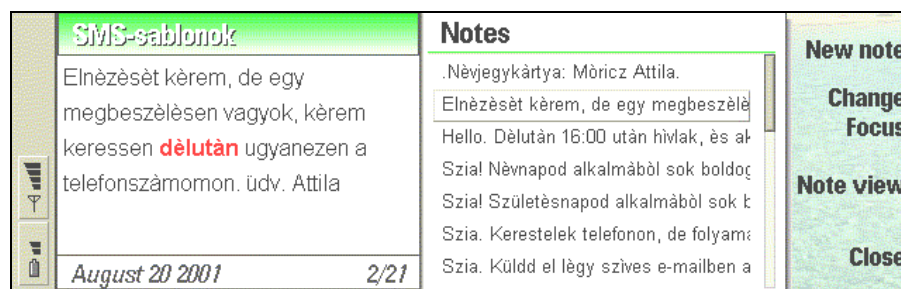 SMS-sablonok
Elnèzèsèt kèrem, de egy
megbeszèlèsen vagyok, kèrem
keressen dèlutàn ugyanezen a
telefonszàmomon. üdv. Attila
August 20 2001 2/21
Notes
.Nèvjegykàrtya: Mòricz Attila.
Elnèzèsèt kèrem, de egy megbeszèlè
Hello. Dèlutàn 16:00 utàn hìvlak, ès ak
Szia! Nèvnapod alkalmàbòl sok boldog
Szia! Születèsnapod alkalmàbòl sok b
Szia. Kerestelek telefonon, de folyama
Szia. Küldd el lègy szìves e-mailben a
New note
Change
Focus
Note view
Close